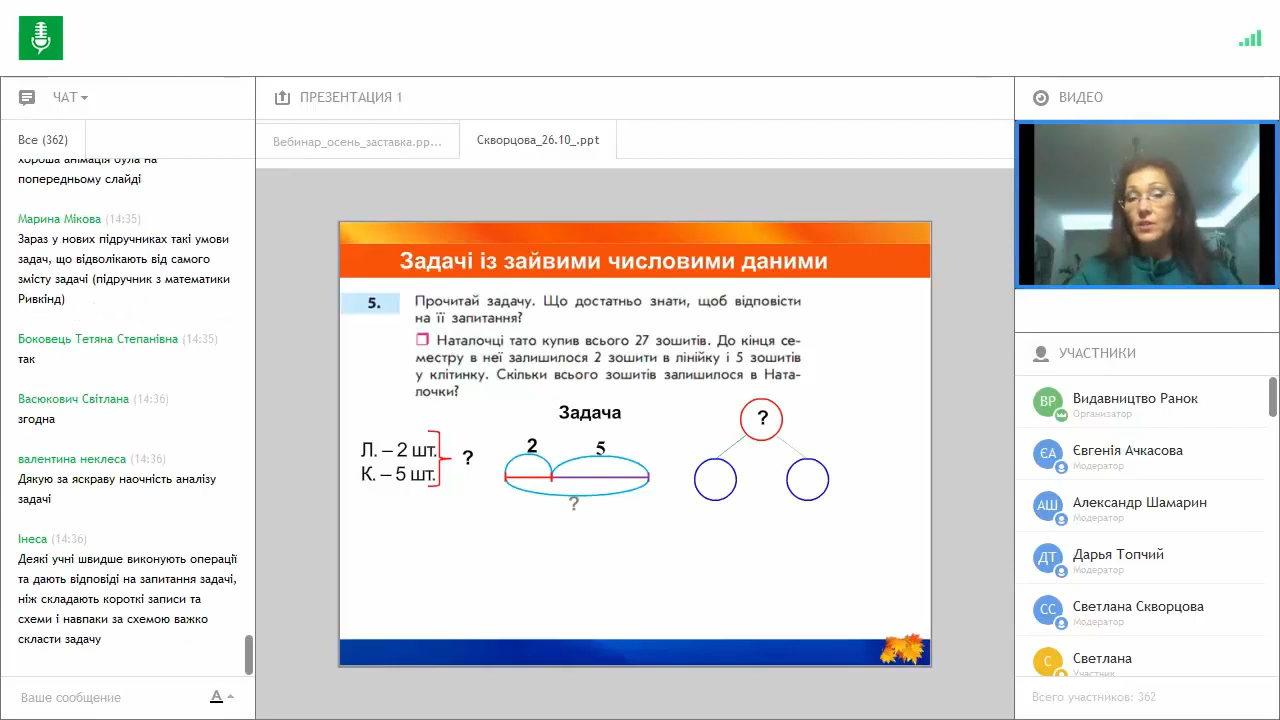 ЧАТ
ПРЕЗЕНТАЦИЯ 1
ВИДЕО
Все (362)
Вебинар_осень_заставка.pp...
Скворцова_26.10_.ppt
хороша анімація була на
попередньому слайді
Марина Мікова (14:35)
Зараз у нових підручниках такі умови
задач, що відволікають від самого
змісту задачі (підручник з математики
Ривкінд)
Боковець Тетяна Степанівна (14:35)
так
Васюкович Світлана (14:36)
згодна
валентина неклеса (14:36)
Дякую за яскраву наочність аналізу
задачі
Інеса (14:36)
Деякі учні швидше виконують операції
та дають відповіді на запитання задачі,
ніж складають короткі записи та
схеми і навпаки за схемою важко
скласти задачу
Ваше сообщение
А
Задачі із зайвими числовими даними
5.
Прочитай задачу. Що достатньо знати, щоб відповісти
на її запитання?
Наталочці тато купив всього 27 зошитів. До кінця се-
местру в неї залишилося 2 зошити в лінійку і 5 зошитів
у клітинку. Скільки всього зошитів залишилося в Ната-
лочки?
Задача
Л. – 2 шт.
К. – 5 шт.
?
2
5
?
?
УЧАСТНИКИ
ВР
Видавництво Ранок
Организатор
ЄА
Євгенія Ачкасова
Модератор
АШ
Александр Шамарин
Модератор
ДТ
Дарья Топчий
Модератор
СС
Светлана Скворцова
Модератор
С
Светлана
Участник
Всего участников: 362